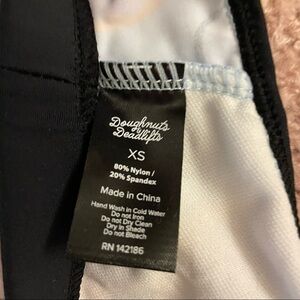 Doughnuts
& Deadlifts
XS
80% Nylon /
20% Spandex
Made in China
Hand Wash in Cold Water
Do not Iron
Do not Dry Clean
Dry in Shade
Do not Bleach
RN 142186